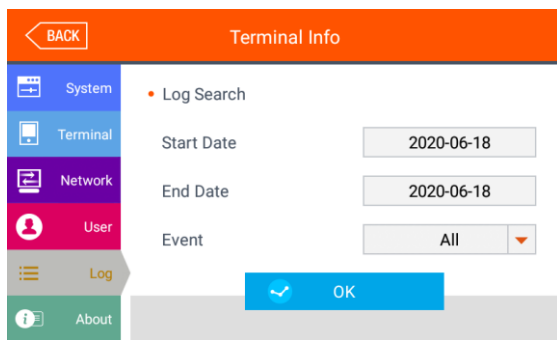 BACK
Terminal Info
System
Terminal
Network
User
Log
About
• Log Search
Start Date 2020-06-18
End Date 2020-06-18
Event All
OK